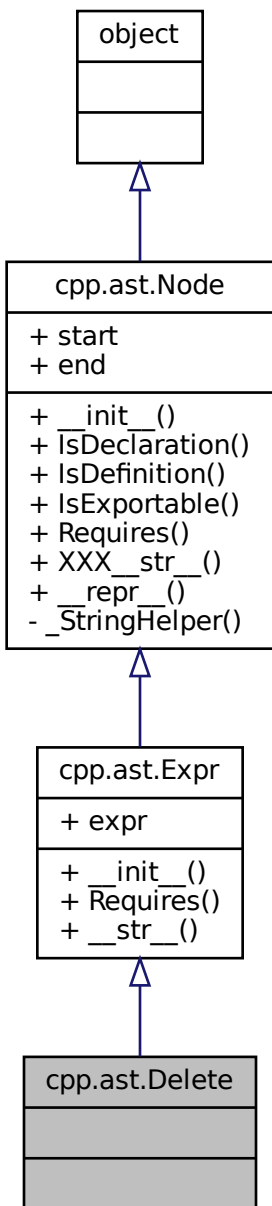 object
cpp.ast.Node
+ start
+ end
+ __init__()
+ IsDeclaration()
+ IsDefinition()
+ IsExportable()
+ Requires()
+ XXX__str__()
+ __repr__()
- _StringHelper()
cpp.ast.Expr
+ expr
+ __init__()
+ Requires()
+ __str__()
cpp.ast.Delete